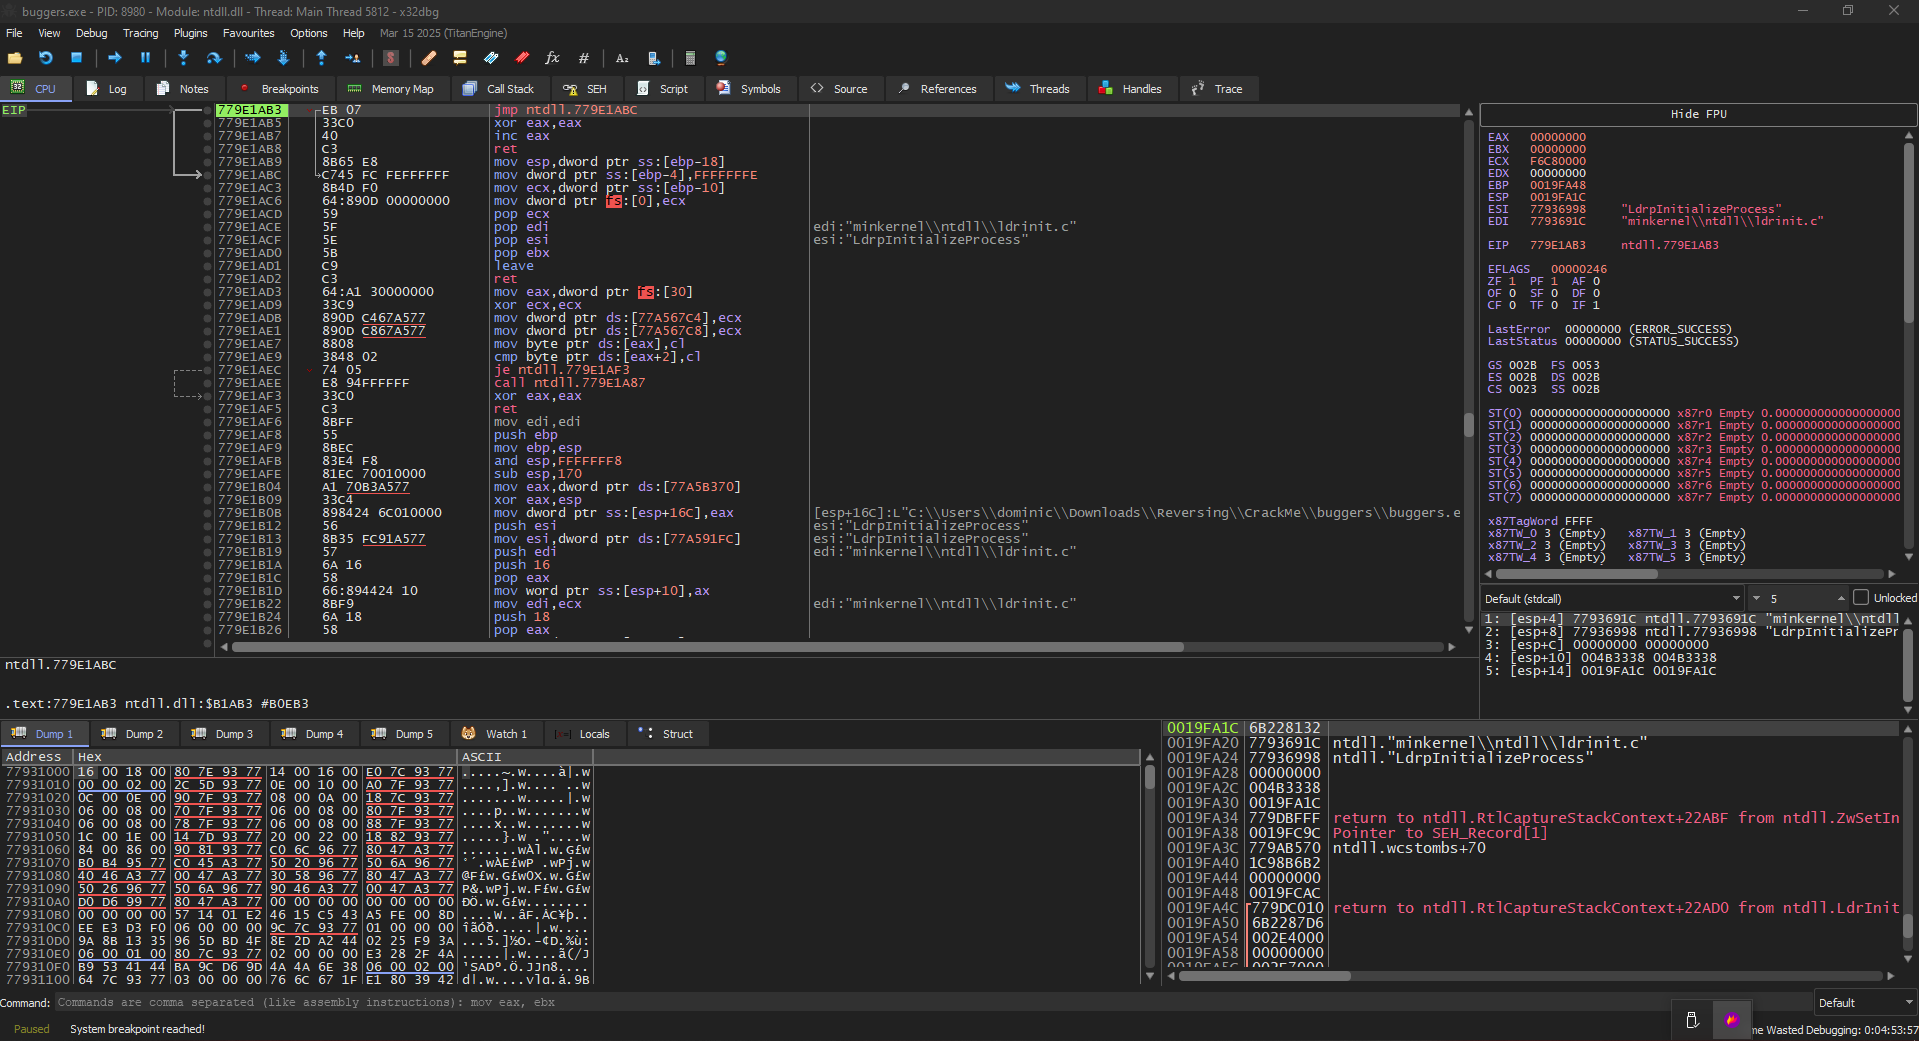 buggers.exe - PID: 8980 - Module: ntdll.dll - Thread: Main Thread 5812 - x32dbg
File View Debug Tracing Plugins Favourites Options Help Mar 15 2025 (TitanEngine)
CPU Log Notes Breakpoints Memory Map Call Stack SEH Script Symbols Source References Threads Handles Trace
EIP
779E1AB3 EB 07 jmp ntdll.779E1ABC
779E1AB5 33C0 xor eax,eax
779E1AB7 40 inc eax
779E1AB8 C3 ret
779E1AB9 8B65 E8 mov esp,dword ptr ss:[ebp-18]
779E1ABC C745 FC FEFFFFFF mov dword ptr ss:[ebp-4],FFFFFFFE
779E1AC3 8B4D F0 mov ecx,dword ptr ss:[ebp-10]
779E1AC6 64:890D 00000000 mov dword ptr fs:[0],ecx
779E1ACD 59 pop ecx
779E1ACE 5F pop edi edi:"minkernel\\ntdll\\ldrinit.c"
779E1ACF 5E pop esi esi:"LdrpInitializeProcess"
779E1AD0 5B pop ebx
779E1AD1 C9 leave
779E1AD2 C3 ret
779E1AD3 64:A1 30000000 mov eax,dword ptr fs:[30]
779E1AD9 33C9 xor ecx,ecx
779E1ADB 890D C467A577 mov dword ptr ds:[77A567C4],ecx
779E1AE1 890D C867A577 mov dword ptr ds:[77A567C8],ecx
779E1AE7 8808 mov byte ptr ds:[eax],cl
779E1AE9 3848 02 cmp byte ptr ds:[eax+2],cl
779E1AEC 74 05 je ntdll.779E1AF3
779E1AEE E8 94FFFFFF call ntdll.779E1A87
779E1AF3 33C0 xor eax,eax
779E1AF5 C3 ret
779E1AF6 8BFF mov edi,edi
779E1AF8 55 push ebp
779E1AF9 8BEC mov ebp,esp
779E1AFB 83E4 F8 and esp,FFFFFFF8
779E1AFE 81EC 70010000 sub esp,170
779E1B04 A1 70B3A577 mov eax,dword ptr ds:[77A5B370]
779E1B09 33C4 xor eax,esp
779E1B0B 898424 6C010000 mov dword ptr ss:[esp+16C],eax [esp+16C]:L"C:\\Users\\dominic\\Downloads\\Reversing\\CrackMe\\buggers\\buggers.e
779E1B12 56 push esi esi:"LdrpInitializeProcess"
779E1B13 8B35 FC91A577 mov esi,dword ptr ds:[77A591FC] esi:"LdrpInitializeProcess"
779E1B19 57 push edi edi:"minkernel\\ntdll\\ldrinit.c"
779E1B1A 6A 16 push 16
779E1B1C 58 pop eax
779E1B1D 66:894424 10 mov word ptr ss:[esp+10],ax
779E1B22 8BF9 mov edi,ecx edi:"minkernel\\ntdll\\ldrinit.c"
779E1B24 6A 18 push 18
779E1B26 58 pop eax
Hide FPU
EAX 00000000
EBX 00000000
ECX F6C80000
EDX 00000000
EBP 0019FA48
ESP 0019FA1C
ESI 77936998 "LdrpInitializeProcess"
EDI 7793691C "minkernel\\ntdll\\ldrinit.c"
EIP 779E1AB3 ntdll.779E1AB3
EFLAGS 00000246
ZF 1 PF 1 AF 0
OF 0 SF 0 DF 0
CF 0 TF 0 IF 1
LastError 00000000 (ERROR_SUCCESS)
LastStatus 00000000 (STATUS_SUCCESS)
GS 002B FS 0053
ES 002B DS 002B
CS 0023 SS 002B
ST(0) 00000000000000000000 x87r0 Empty 0.000000000000000000
ST(1) 00000000000000000000 x87r1 Empty 0.000000000000000000
ST(2) 00000000000000000000 x87r2 Empty 0.000000000000000000
ST(3) 00000000000000000000 x87r3 Empty 0.000000000000000000
ST(4) 00000000000000000000 x87r4 Empty 0.000000000000000000
ST(5) 00000000000000000000 x87r5 Empty 0.000000000000000000
ST(6) 00000000000000000000 x87r6 Empty 0.000000000000000000
ST(7) 00000000000000000000 x87r7 Empty 0.000000000000000000
x87TagWord FFFF
x87TW_0 3 (Empty) x87TW_1 3 (Empty)
x87TW_2 3 (Empty) x87TW_3 3 (Empty)
x87TW_4 3 (Empty) x87TW_5 3 (Empty)
Default (stdcall) 5 Unlocked
1: [esp+4] 7793691C ntdll.7793691C "minkernel\\ntdll
2: [esp+8] 77936998 ntdll.77936998 "LdrpInitializePr
3: [esp+C] 00000000 00000000
4: [esp+10] 004B3338 004B3338
5: [esp+14] 0019FA1C 0019FA1C
ntdll.779E1ABC
.text:779E1AB3 ntdll.dll:$B1AB3 #B0EB3
Dump 1 Dump 2 Dump 3 Dump 4 Dump 5 Watch 1 Locals Struct
Address Hex ASCII
77931000 16 00 18 00 80 7E 93 77 14 00 16 00 E0 7C 93 77 .....~.w....à|.w
77931010 00 00 02 00 2C 5D 93 77 0E 00 10 00 A0 7F 93 77 ....,].w.... ..w
77931020 0C 00 0E 00 90 7F 93 77 08 00 0A 00 18 7C 93 77 .......w.....|.w
77931030 06 00 08 00 70 7F 93 77 06 00 08 00 80 7F 93 77 ....p..w.......w
77931040 06 00 08 00 78 7F 93 77 06 00 08 00 88 7F 93 77 ....x..w.......w
77931050 1C 00 1E 00 14 7D 93 77 20 00 22 00 18 82 93 77 .....}.w ."....w
77931060 84 00 86 00 90 81 93 77 C0 6C 96 77 80 47 A3 77 .......wÀl.w.G£w
77931070 B0 B4 95 77 C0 45 A3 77 50 20 96 77 50 6A 96 77 °´.wÀE£wP .wPj.w
77931080 40 46 A3 77 00 47 A3 77 30 58 96 77 80 47 A3 77 @F£w.G£w0X.w.G£w
77931090 50 26 96 77 50 6A 96 77 90 46 A3 77 00 47 A3 77 P&.wPj.w.F£w.G£w
779310A0 D0 D6 99 77 80 47 A3 77 00 00 00 00 00 00 00 00 ÐÖ.w.G£w........
779310B0 00 00 00 00 57 14 01 E2 46 15 C5 43 A5 FE 00 8D ....W..âF.ÅC¥þ..
779310C0 EE E3 D3 F0 06 00 00 00 9C 7C 93 77 01 00 00 00 îãÓð.....|.w....
779310D0 9A 8B 13 35 96 5D BD 4F 8E 2D A2 44 02 25 F9 3A ...5.]½O.-¢D.%ù:
779310E0 06 00 01 00 80 7C 93 77 02 00 00 00 E3 28 2F 4A .....|.w....ã(/J
779310F0 B9 53 41 44 BA 9C D6 9D 4A 4A 6E 38 06 00 02 00 ¹SADº.Ö.JJn8....
77931100 64 7C 93 77 03 00 00 00 76 6C 67 1F E1 80 39 42 d|.w....vlg.á.9B
0019FA1C 6B228132
0019FA20 7793691C ntdll."minkernel\\ntdll\\ldrinit.c"
0019FA24 77936998 ntdll."LdrpInitializeProcess"
0019FA28 00000000
0019FA2C 004B3338
0019FA30 0019FA1C
0019FA34 779DBFFF return to ntdll.RtlCaptureStackContext+22ABF from ntdll.ZwSetIn
0019FA38 0019FC9C Pointer to SEH_Record[1]
0019FA3C 779AB570 ntdll.wcstombs+70
0019FA40 1C98B6B2
0019FA44 00000000
0019FA48 0019FCAC
0019FA4C 779DC010 return to ntdll.RtlCaptureStackContext+22AD0 from ntdll.LdrInit
0019FA50 6B2287D6
0019FA54 002E4000
0019FA58 00000000
Command: Commands are comma separated (like assembly instructions): mov eax, ebx Default
Paused System breakpoint reached! me Wasted Debugging: 0:04:53:57